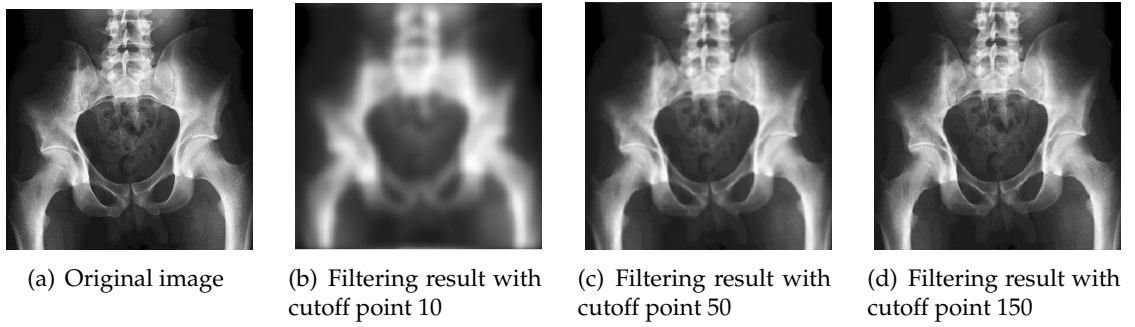 (a) Original image
(b) Filtering result with
cutoff point 10
(c) Filtering result with
cutoff point 50
(d) Filtering result with
cutoff point 150